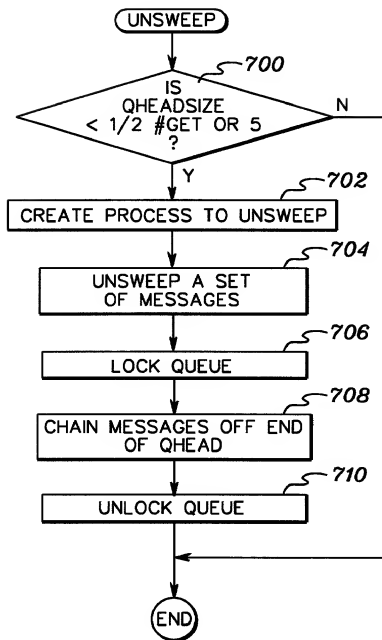 UNSWEEP
700
IS
QHEADSIZE
< 1/2 #GET OR 5
?
N
Y
702
CREATE PROCESS TO UNSWEEP
704
UNSWEEP A SET
OF MESSAGES
706
LOCK QUEUE
708
CHAIN MESSAGES OFF END
OF QHEAD
710
UNLOCK QUEUE
END